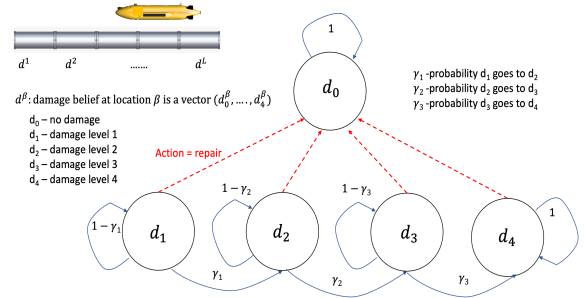 d¹ d² ....... d^L
d^β: damage belief at location β is a vector (d₀^β, ...., d₄^β)
d₀ – no damage
d₁ – damage level 1
d₂ – damage level 2
d₃ – damage level 3
d₄ – damage level 4
1
d₀
γ₁ -probability d₁ goes to d₂
γ₂ -probability d₂ goes to d₃
γ₃ -probability d₃ goes to d₄
Action = repair
1 − γ₁
d₁
1 − γ₂
d₂
1 − γ₃
d₃
1
d₄
γ₁
γ₂
γ₃